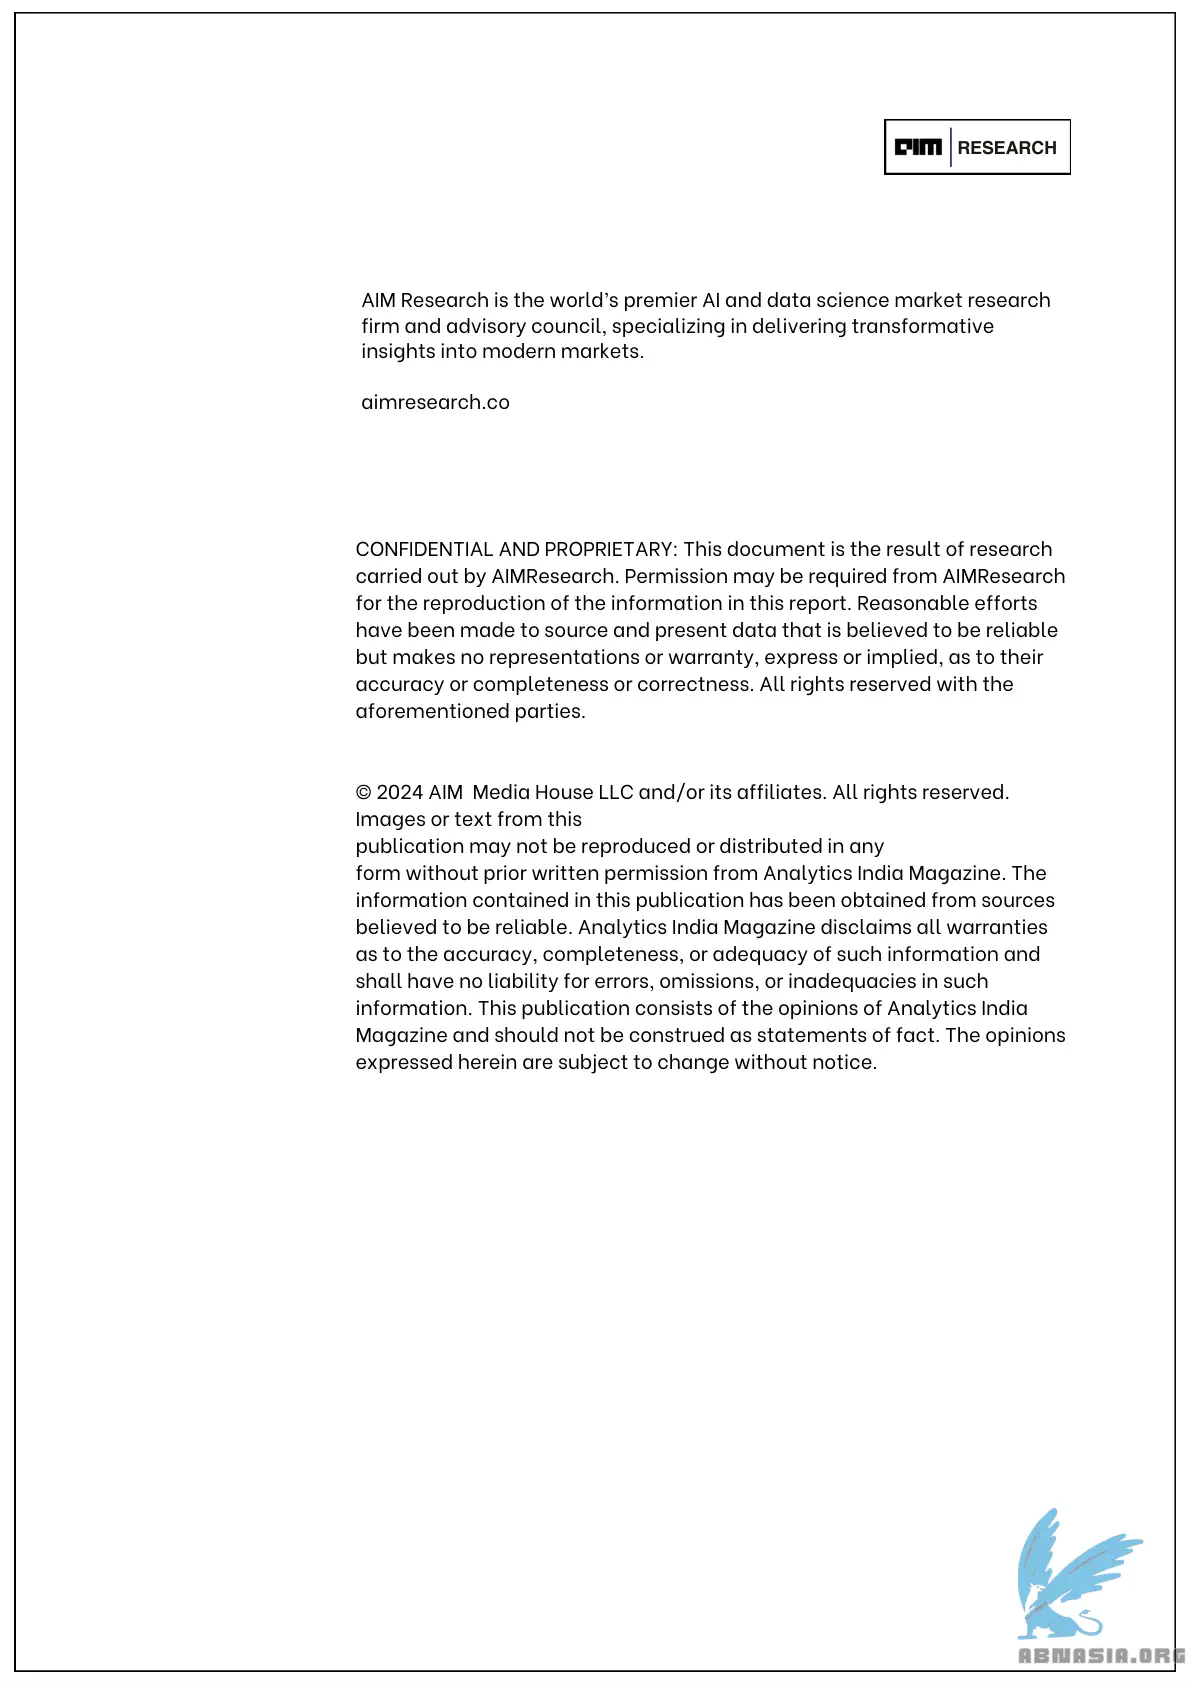 AIM RESEARCH
AIM Research is the world's premier AI and data science market research
firm and advisory council, specializing in delivering transformative
insights into modern markets.
aimresearch.co
CONFIDENTIAL AND PROPRIETARY: This document is the result of research
carried out by AIMResearch. Permission may be required from AIMResearch
for the reproduction of the information in this report. Reasonable efforts
have been made to source and present data that is believed to be reliable
but makes no representations or warranty, express or implied, as to their
accuracy or completeness or correctness. All rights reserved with the
aforementioned parties.
© 2024 AIM  Media House LLC and/or its affiliates. All rights reserved.
Images or text from this
publication may not be reproduced or distributed in any
form without prior written permission from Analytics India Magazine. The
information contained in this publication has been obtained from sources
believed to be reliable. Analytics India Magazine disclaims all warranties
as to the accuracy, completeness, or adequacy of such information and
shall have no liability for errors, omissions, or inadequacies in such
information. This publication consists of the opinions of Analytics India
Magazine and should not be construed as statements of fact. The opinions
expressed herein are subject to change without notice.
ABNASIA.ORG